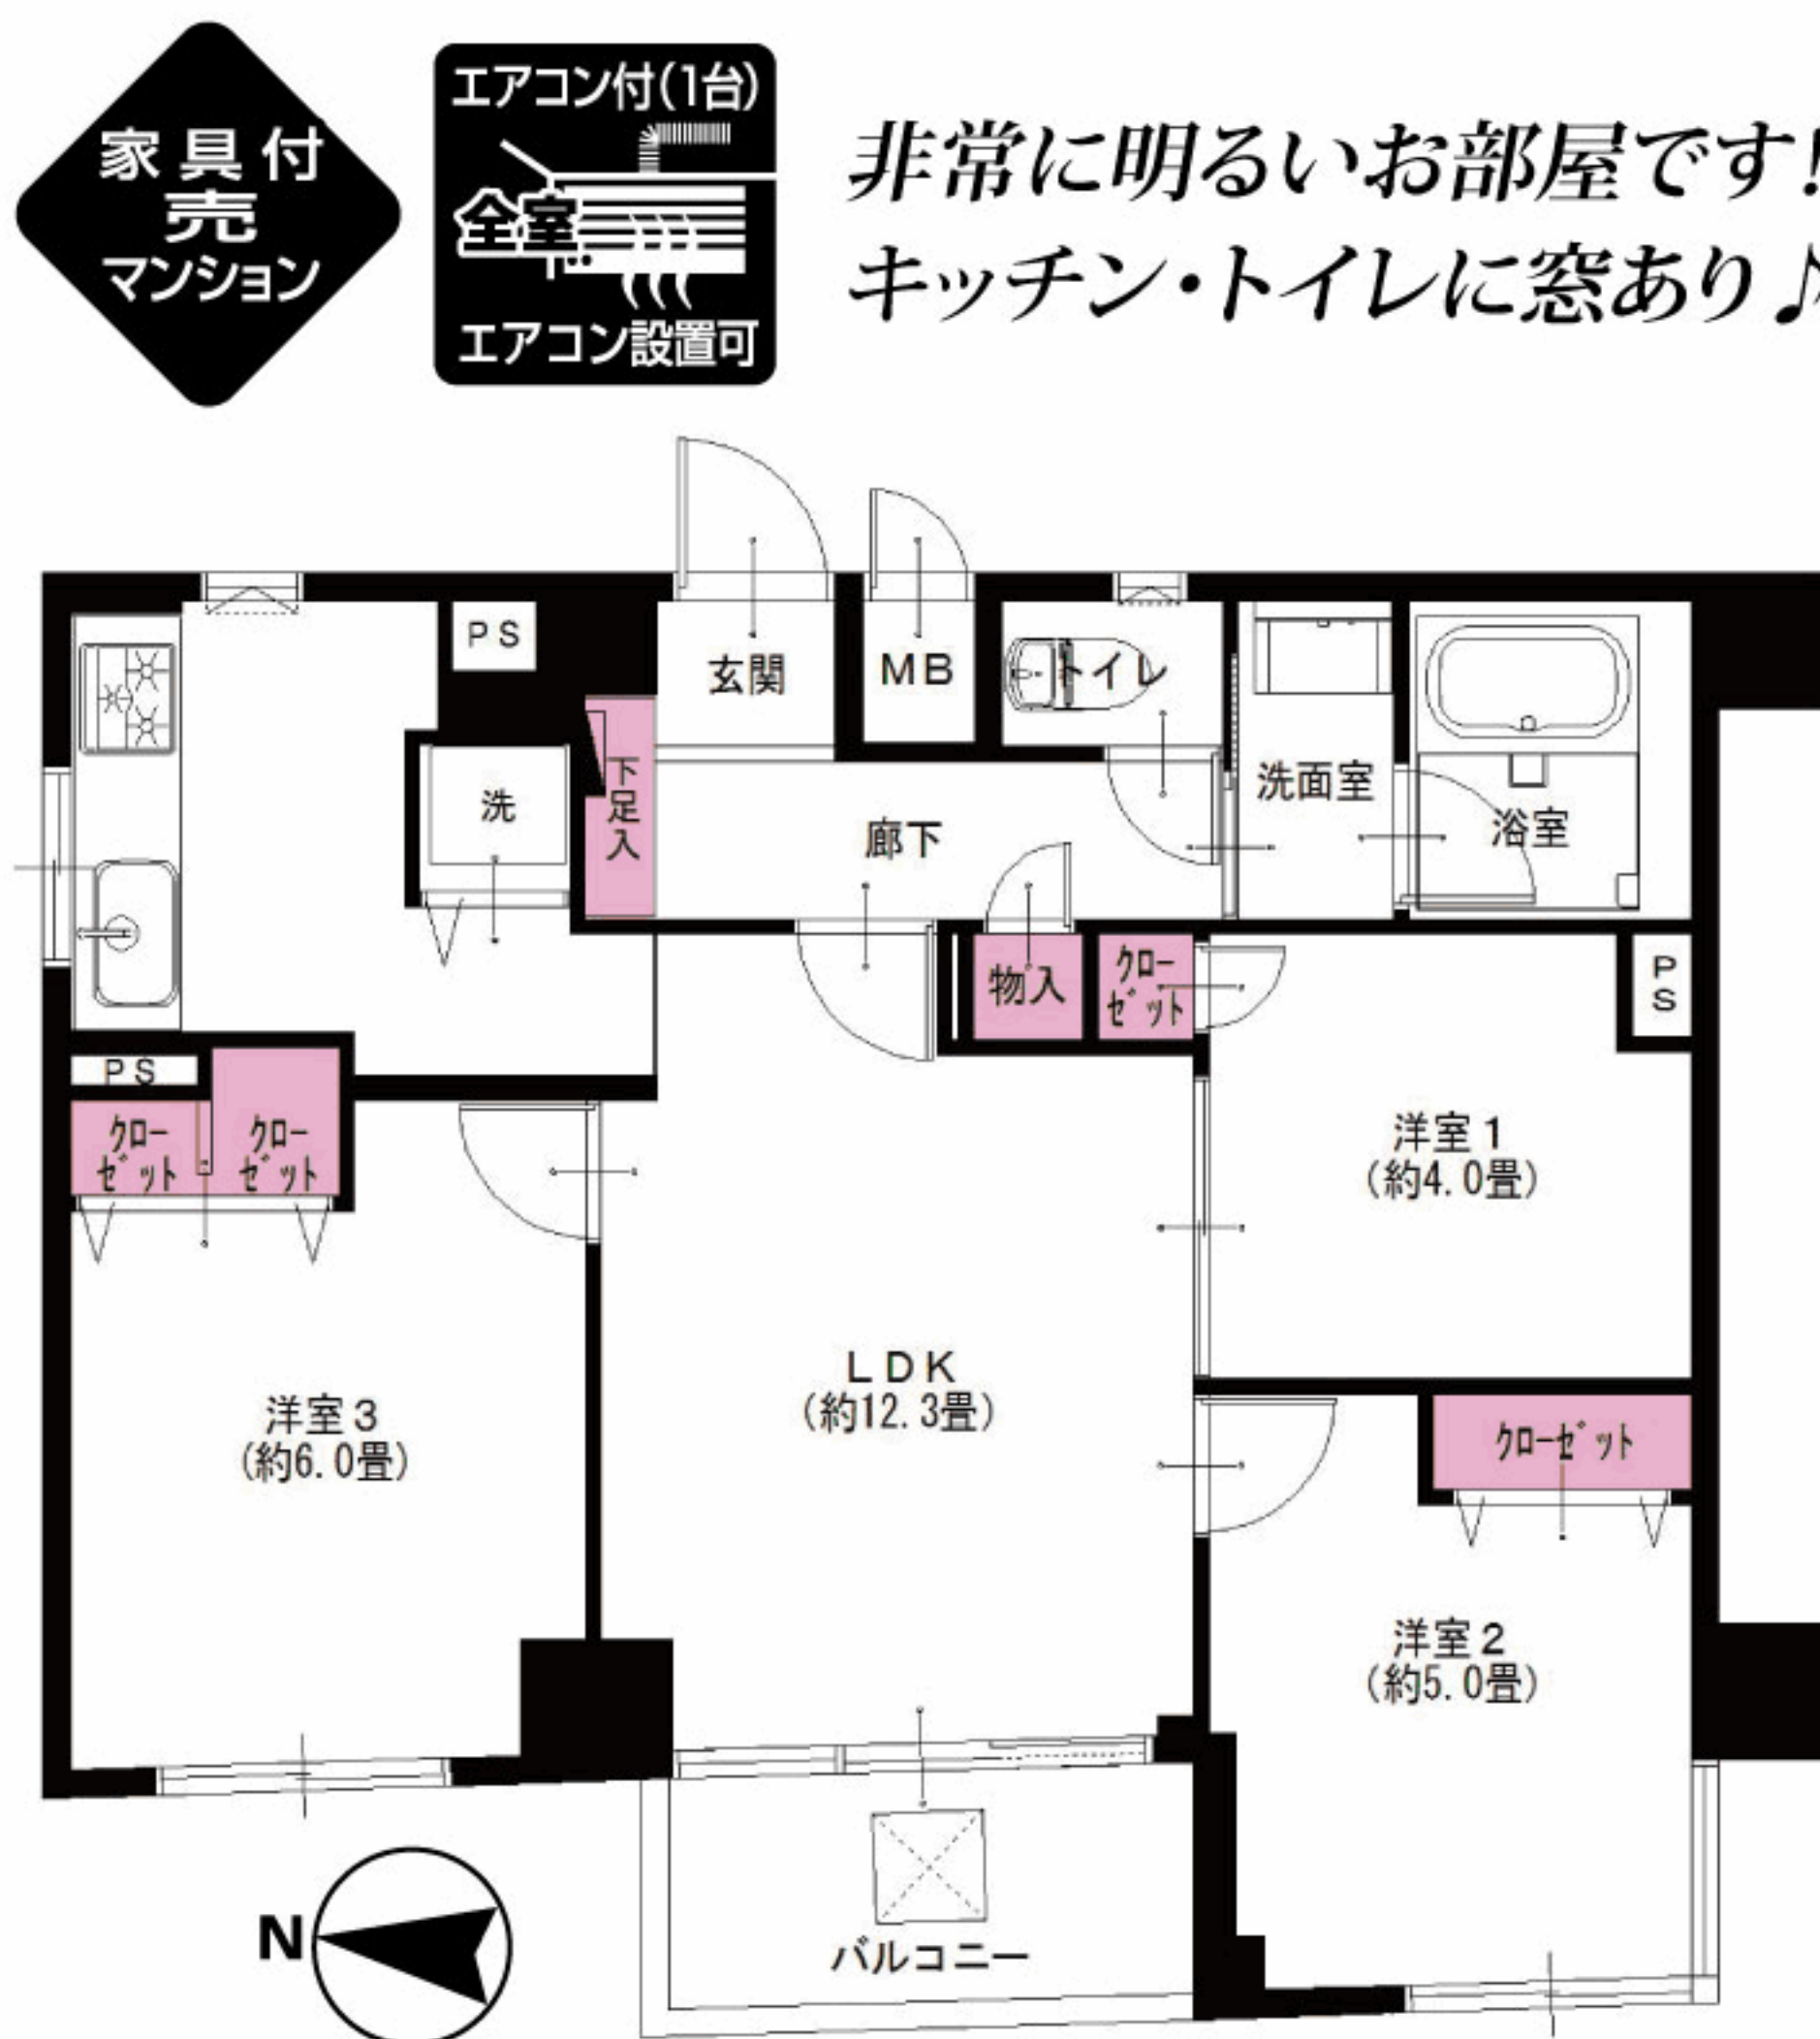 家具付
売
マンション
エアコン付(1台)
全室
エアコン設置可
非常に明るいお部屋です!
キッチン・トイレに窓あり♪
PS
玄関
MB
トイレ
洗面室
浴室
洗
下足入
廊下
物入
クローゼット
PS
PS
クローゼット
クローゼット
洋室1
(約4.0畳)
LDK
(約12.3畳)
洋室3
(約6.0畳)
クローゼット
洋室2
(約5.0畳)
バルコニー
N